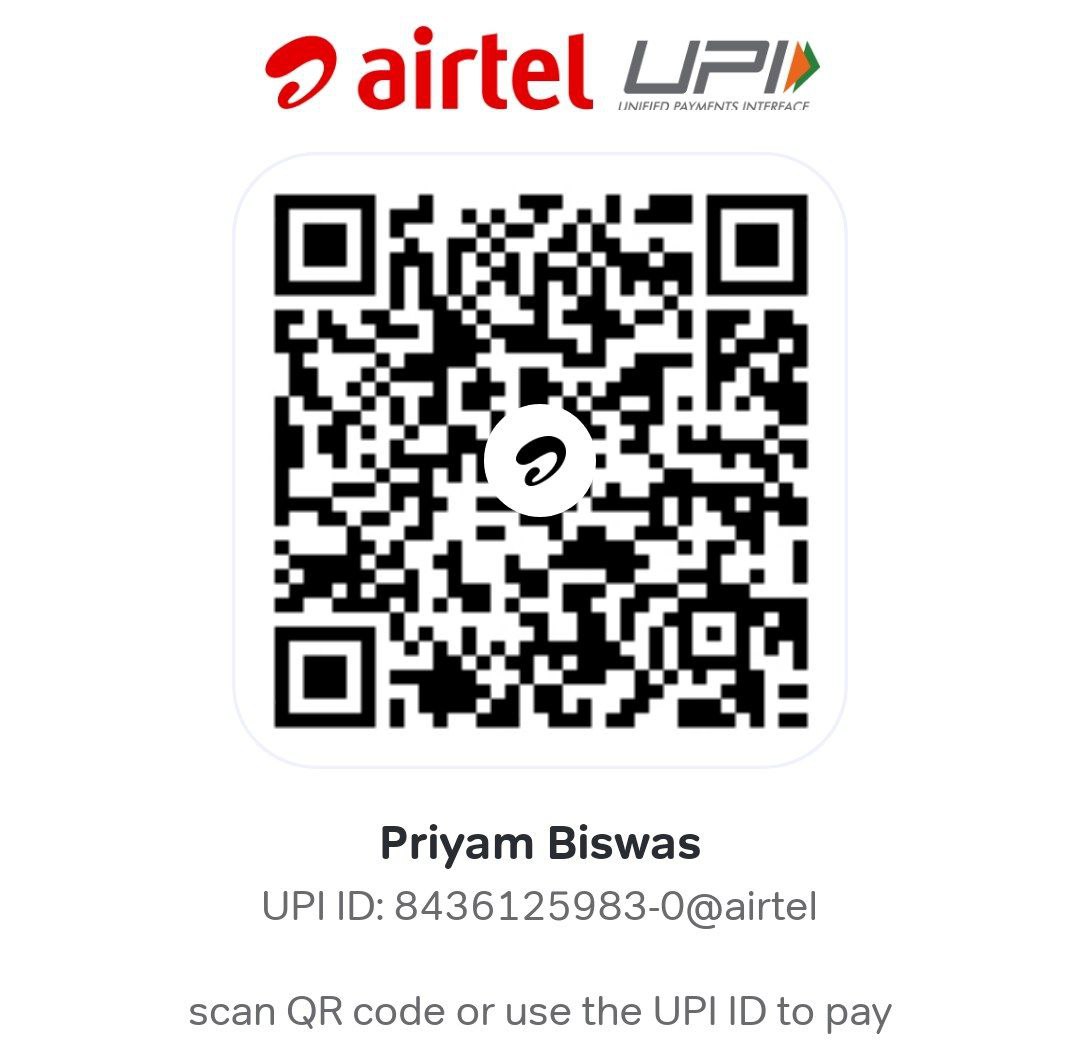 airtel UPI
UNIFIED PAYMENTS INTERFACE
Priyam Biswas
UPI ID: 8436125983-0@airtel
scan QR code or use the UPI ID to pay